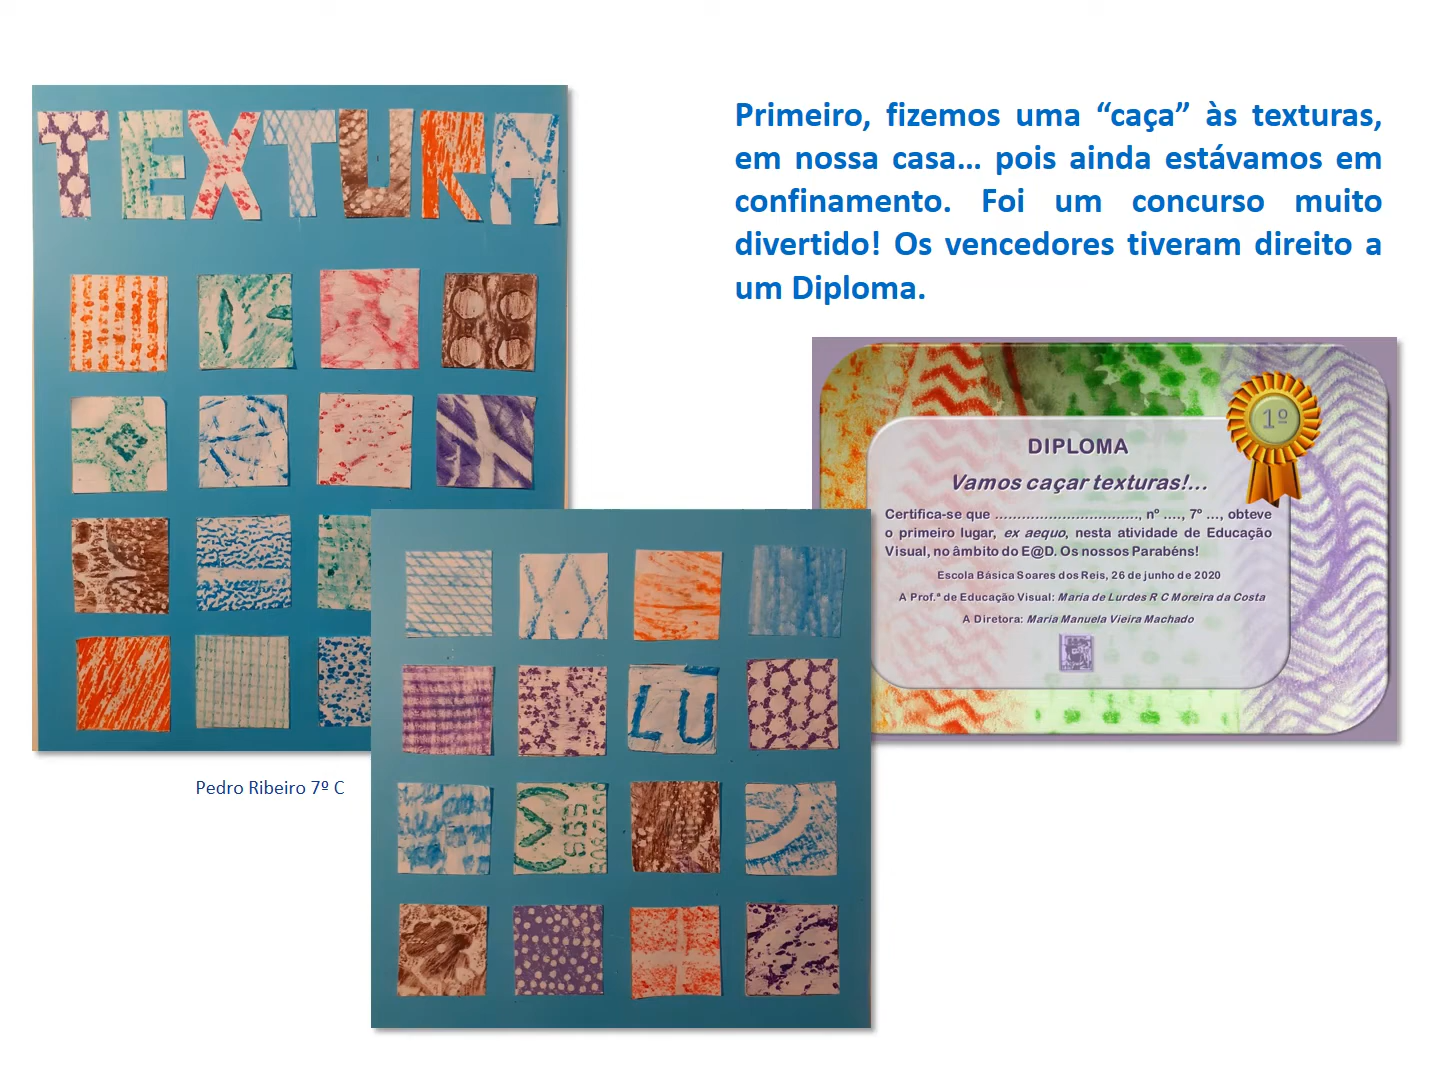 TEXTURA
Primeiro, fizemos uma “caça” às texturas,
em nossa casa… pois ainda estávamos em
confinamento. Foi um concurso muito
divertido! Os vencedores tiveram direito a
um Diploma.
1º
DIPLOMA
Vamos caçar texturas!...
Certifica-se que ................................., nº ...., 7º ..., obteve
o primeiro lugar, ex aequo, nesta atividade de Educação
Visual, no âmbito do E@D. Os nossos Parabéns!
Escola Básica Soares dos Reis, 26 de junho de 2020
A Prof.ª de Educação Visual: Maria de Lurdes R C Moreira da Costa
A Diretora: Maria Manuela Vieira Machado
LU
Pedro Ribeiro 7º C